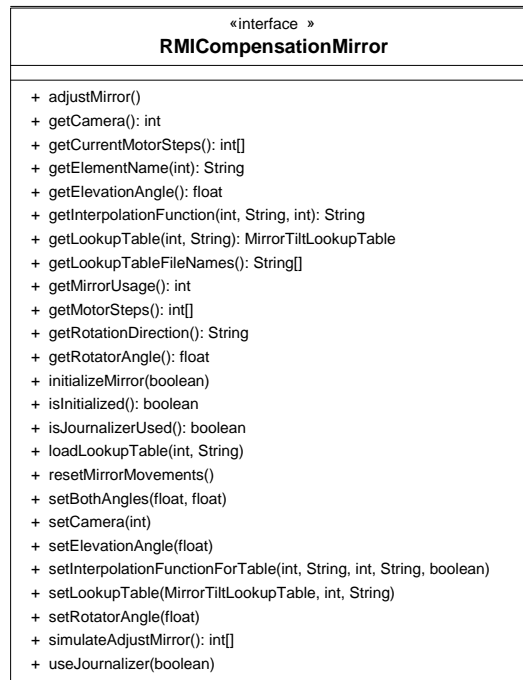 «interface »
RMICompensationMirror
+ adjustMirror()
+ getCamera(): int
+ getCurrentMotorSteps(): int[]
+ getElementName(int): String
+ getElevationAngle(): float
+ getInterpolationFunction(int, String, int): String
+ getLookupTable(int, String): MirrorTiltLookupTable
+ getLookupTableFileNames(): String[]
+ getMirrorUsage(): int
+ getMotorSteps(): int[]
+ getRotationDirection(): String
+ getRotatorAngle(): float
+ initializeMirror(boolean)
+ isInitialized(): boolean
+ isJournalizerUsed(): boolean
+ loadLookupTable(int, String)
+ resetMirrorMovements()
+ setBothAngles(float, float)
+ setCamera(int)
+ setElevationAngle(float)
+ setInterpolationFunctionForTable(int, String, int, String, boolean)
+ setLookupTable(MirrorTiltLookupTable, int, String)
+ setRotatorAngle(float)
+ simulateAdjustMirror(): int[]
+ useJournalizer(boolean)